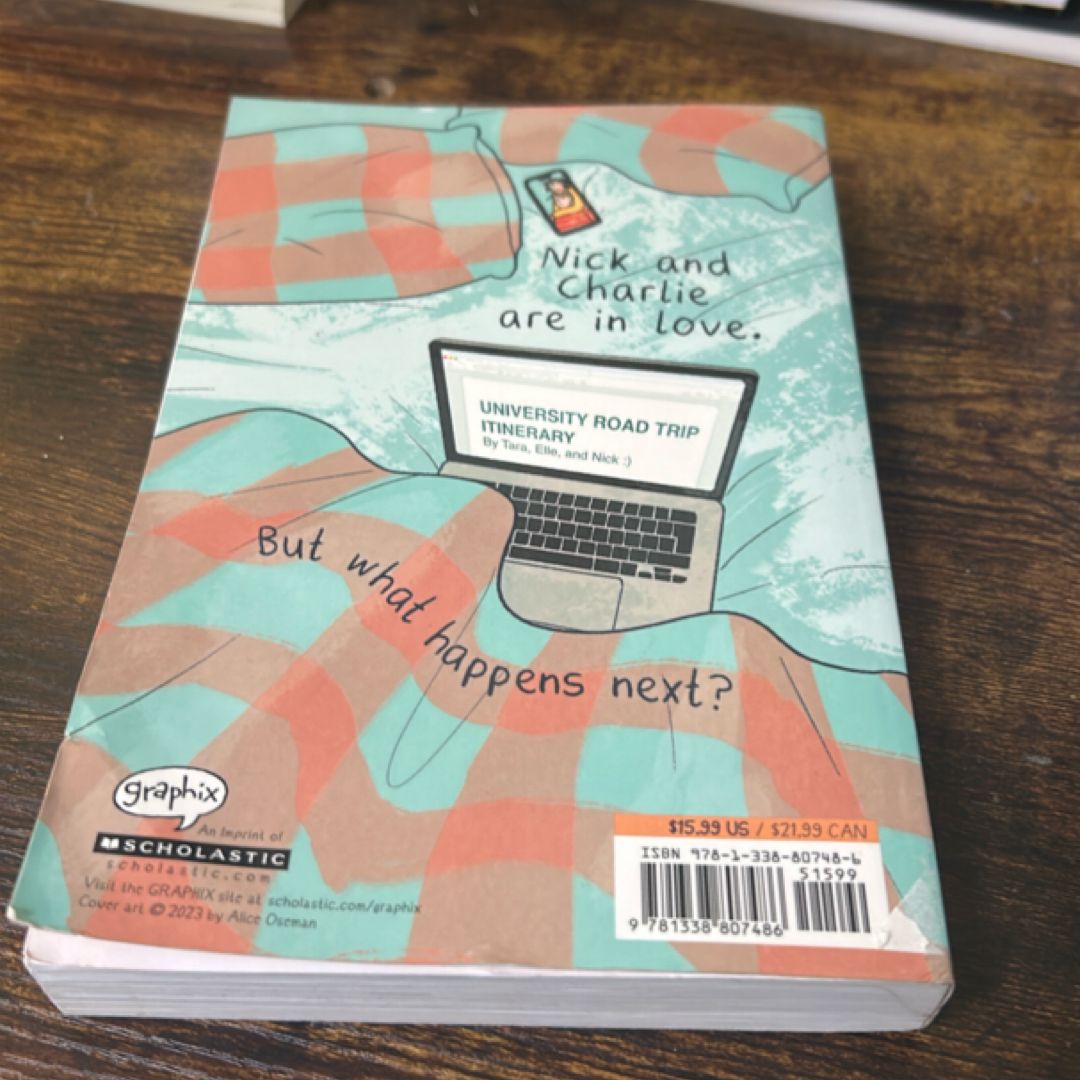 Nick and
Charlie
are in love.
UNIVERSITY ROAD TRIP
ITINERARY
By Tara, Elle, and Nick :)
But what happens next?
graphix
An Imprint of
SCHOLASTIC
scholastic.com
Visit the GRAPHIX site at scholastic.com/graphix
Cover art © 2023 by Alice Oseman
$15.99 US / $21.99 CAN
ISBN 978-1-338-80748-6
51599
9 781338 807486